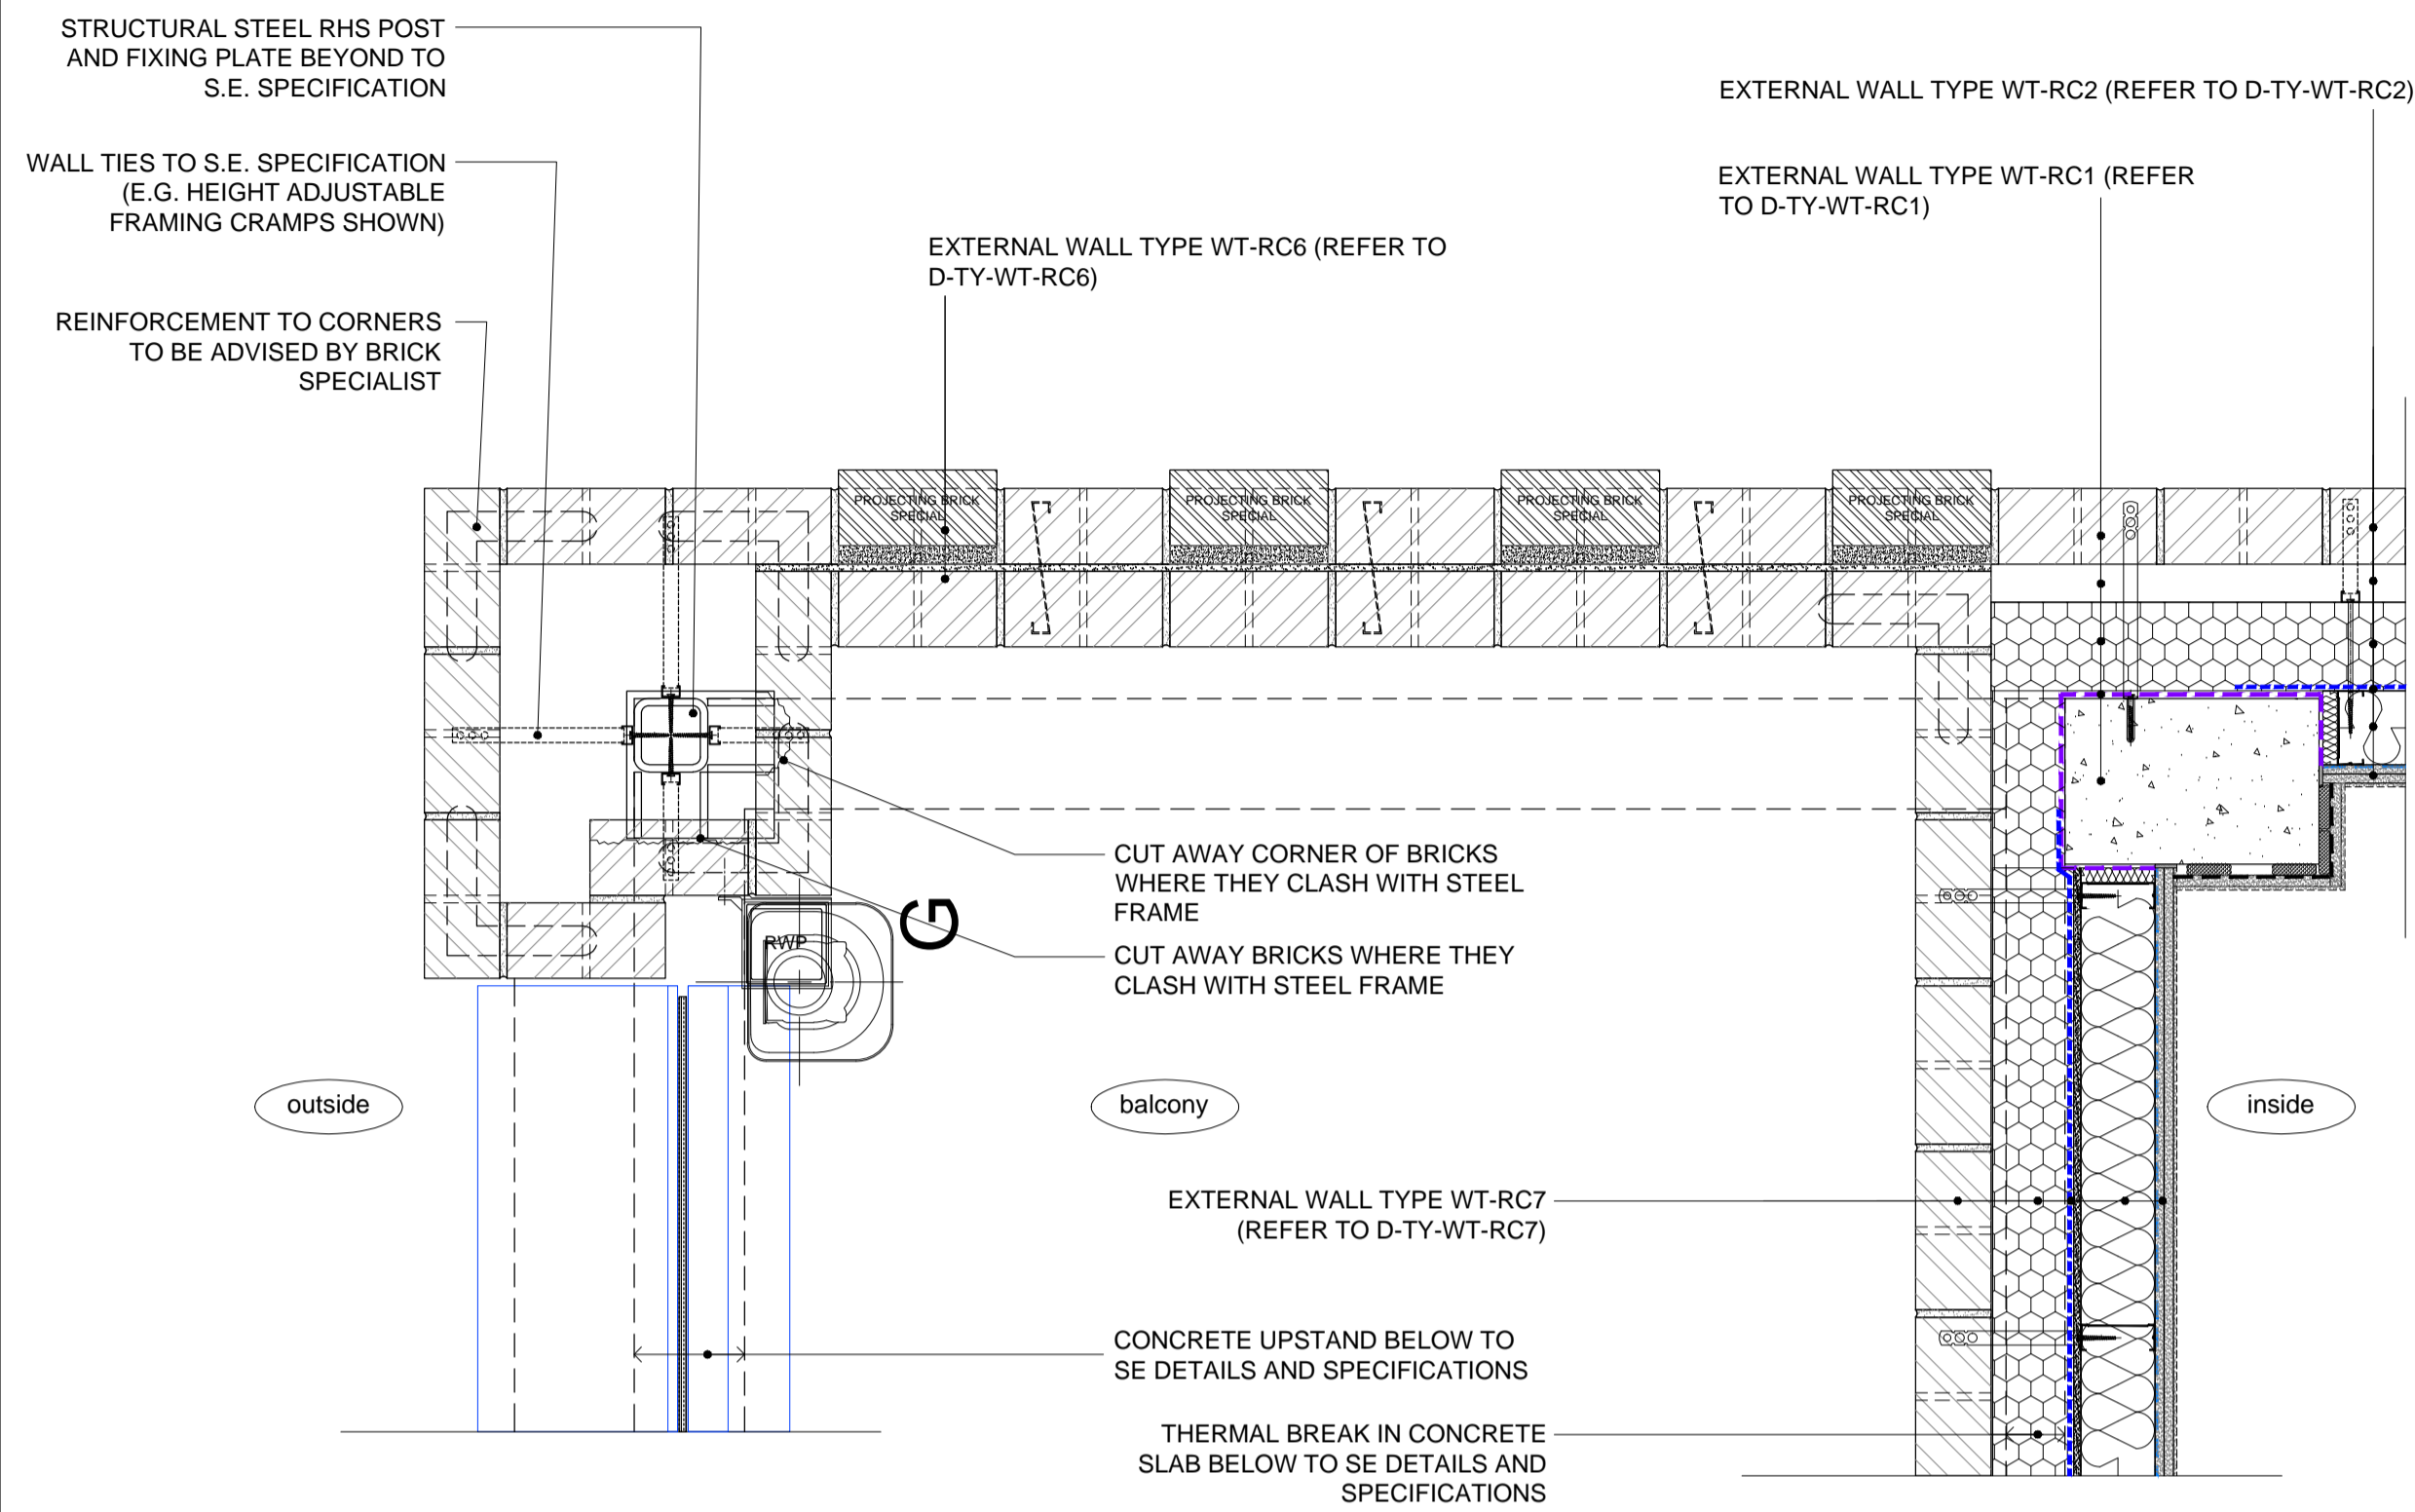 STRUCTURAL STEEL RHS POST
AND FIXING PLATE BEYOND TO
S.E. SPECIFICATION
WALL TIES TO S.E. SPECIFICATION
(E.G. HEIGHT ADJUSTABLE
FRAMING CRAMPS SHOWN)
REINFORCEMENT TO CORNERS
TO BE ADVISED BY BRICK
SPECIALIST
EXTERNAL WALL TYPE WT-RC6 (REFER TO
D-TY-WT-RC6)
EXTERNAL WALL TYPE WT-RC2 (REFER TO D-TY-WT-RC2)
EXTERNAL WALL TYPE WT-RC1 (REFER
TO D-TY-WT-RC1)
PROJECTING BRICK
SPECIAL
PROJECTING BRICK
SPECIAL
PROJECTING BRICK
SPECIAL
PROJECTING BRICK
SPECIAL
CUT AWAY CORNER OF BRICKS
WHERE THEY CLASH WITH STEEL
FRAME
CUT AWAY BRICKS WHERE THEY
CLASH WITH STEEL FRAME
RWP
G
outside
balcony
inside
EXTERNAL WALL TYPE WT-RC7
(REFER TO D-TY-WT-RC7)
CONCRETE UPSTAND BELOW TO
SE DETAILS AND SPECIFICATIONS
THERMAL BREAK IN CONCRETE
SLAB BELOW TO SE DETAILS AND
SPECIFICATIONS